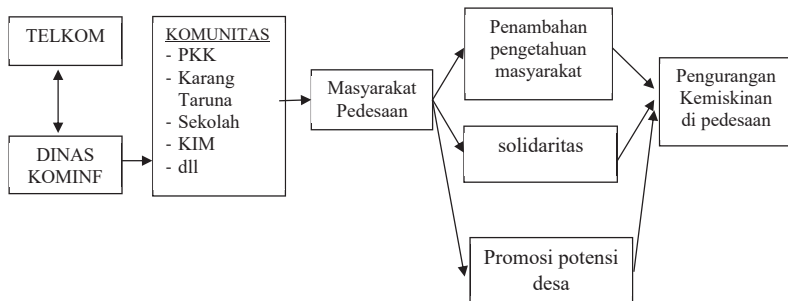 TELKOM
DINAS
KOMINF
KOMUNITAS
- PKK
- Karang
Taruna
- Sekolah
- KIM
- dll
Masyarakat
Pedesaan
Penambahan
pengetahuan
masyarakat
solidaritas
Promosi potensi
desa
Pengurangan
Kemiskinan
di pedesaan